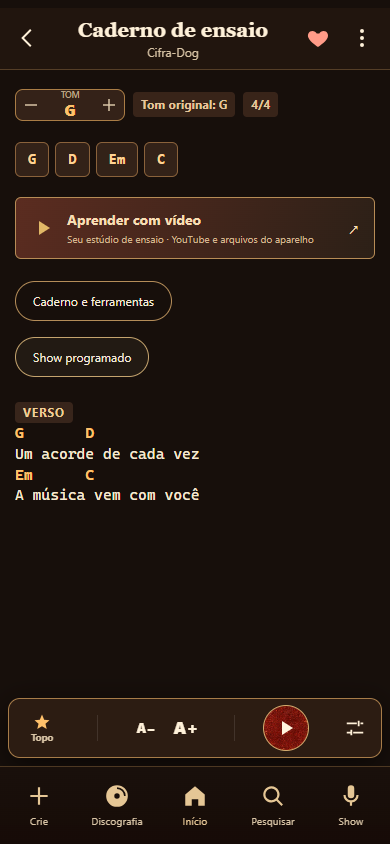 Caderno de ensaio
Cifra-Dog
TOM
− G +
Tom original: G
4/4
G D Em C
Aprender com vídeo
Seu estúdio de ensaio · YouTube e arquivos do aparelho
↗
Caderno e ferramentas
Show programado
VERSO
G D
Um acorde de cada vez
Em C
A música vem com você
Topo
A− A+
Crie Discografia Início Pesquisar Show